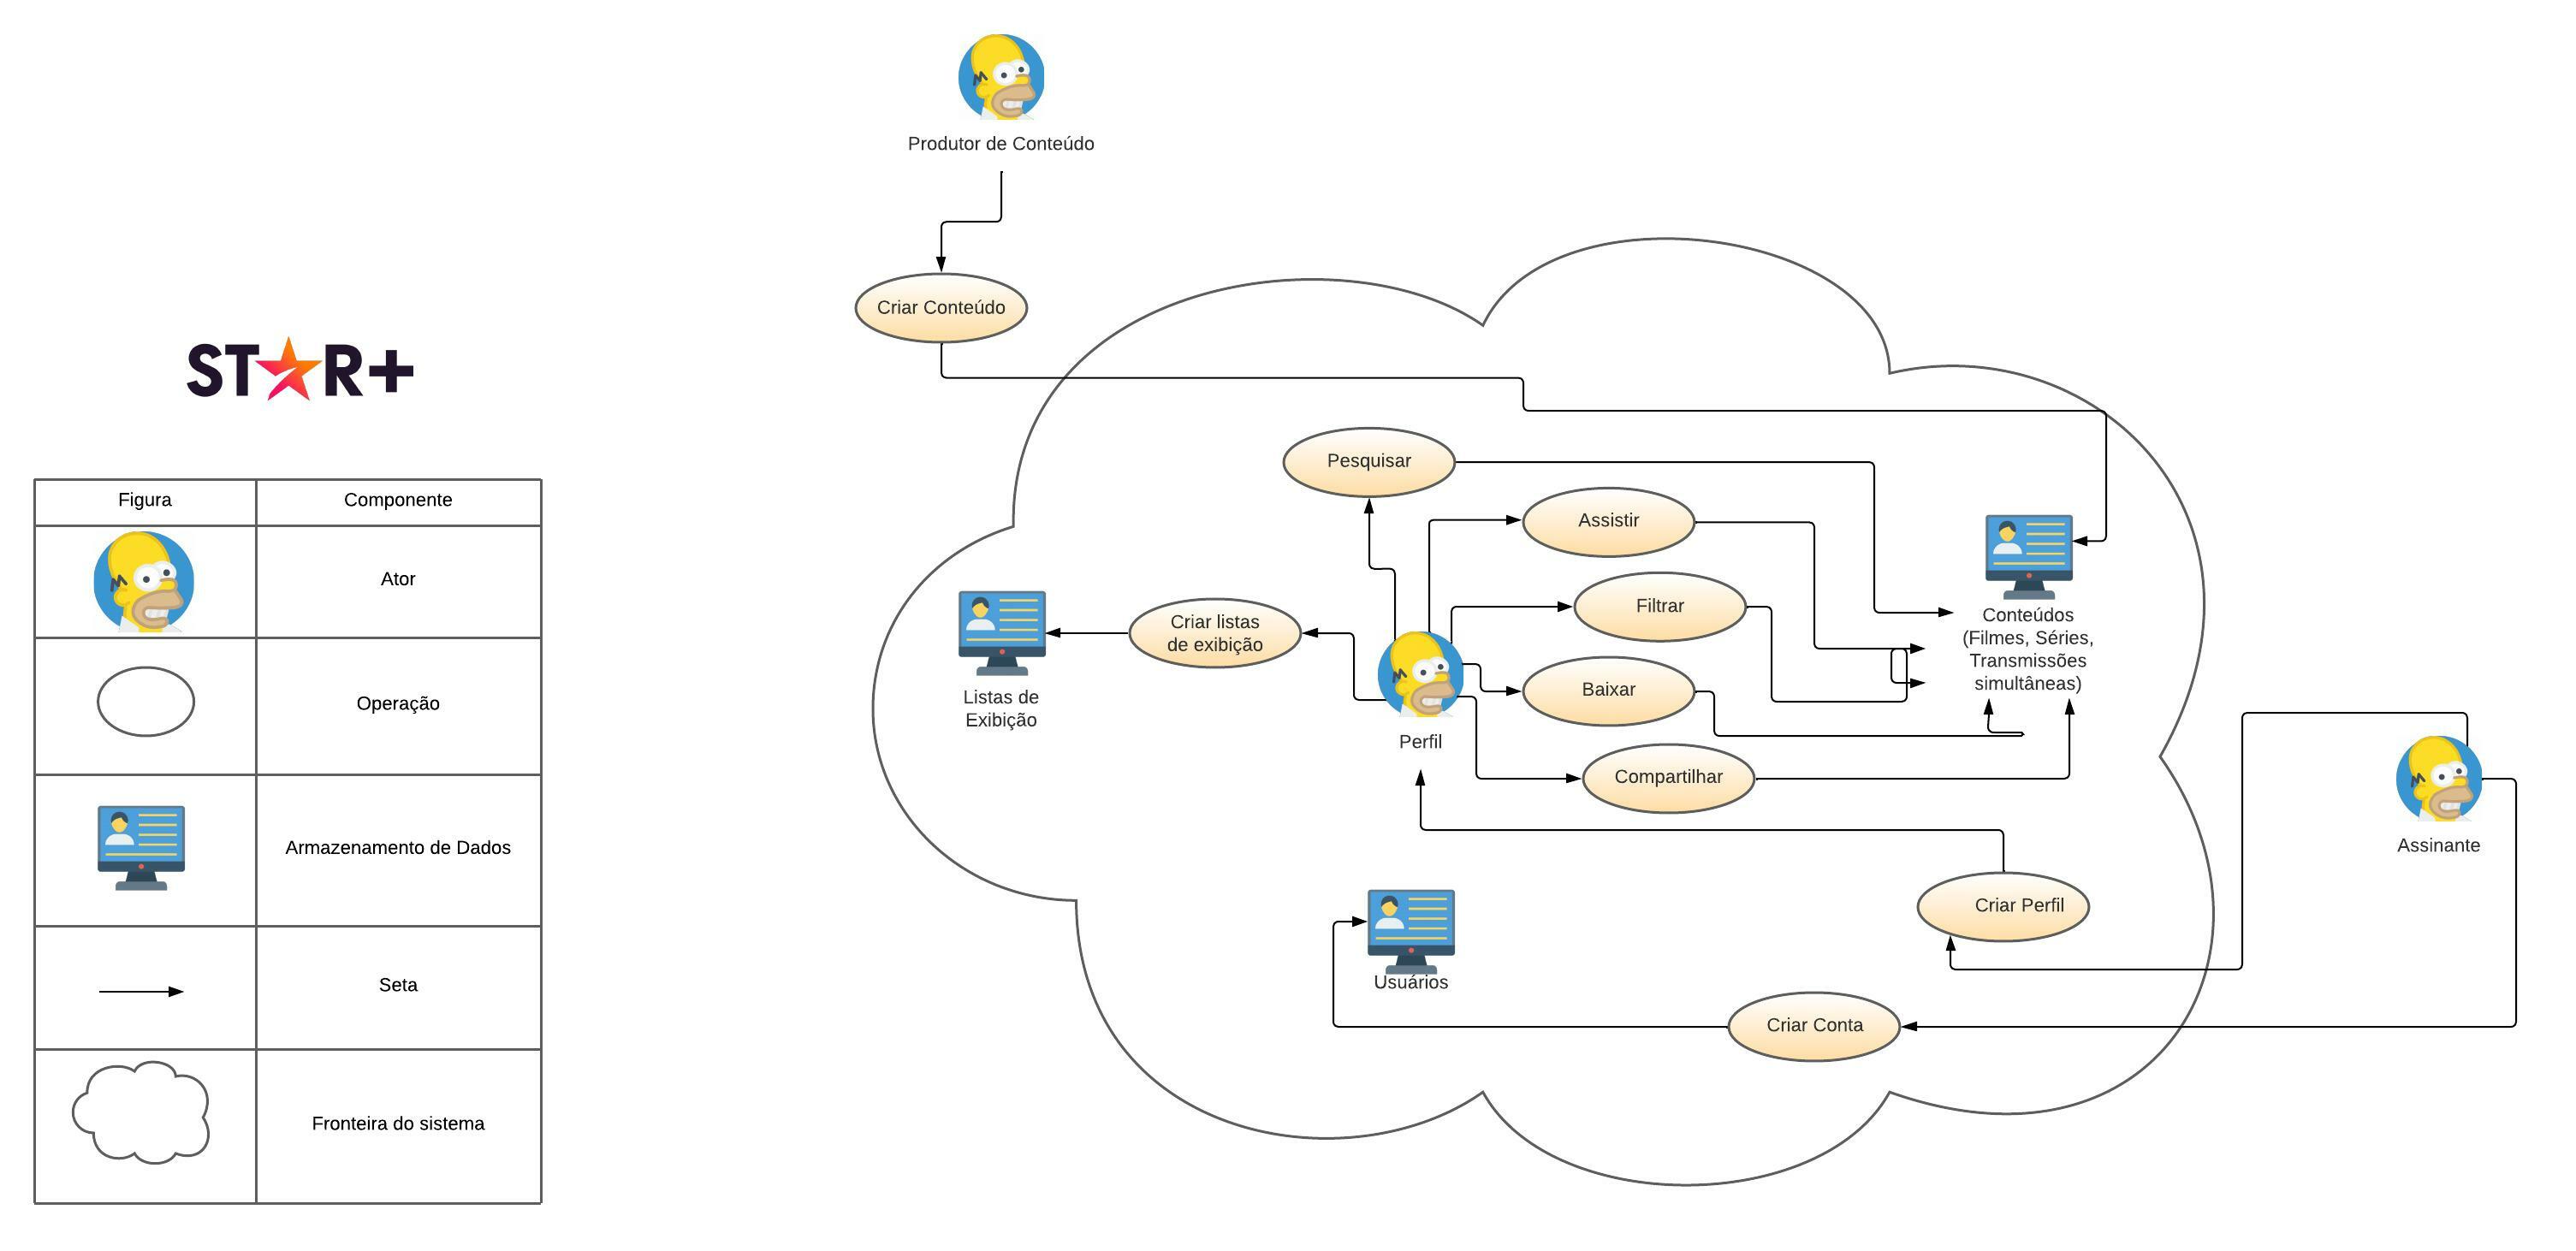 Produtor de Conteúdo
Criar Conteúdo
STAR+
Figura
Componente
Ator
Operação
Armazenamento de Dados
Seta
Fronteira do sistema
Pesquisar
Assistir
Filtrar
Baixar
Compartilhar
Criar listas
de exibição
Listas de
Exibição
Perfil
Conteúdos
(Filmes, Séries,
Transmissões
simultâneas)
Assinante
Criar Perfil
Usuários
Criar Conta